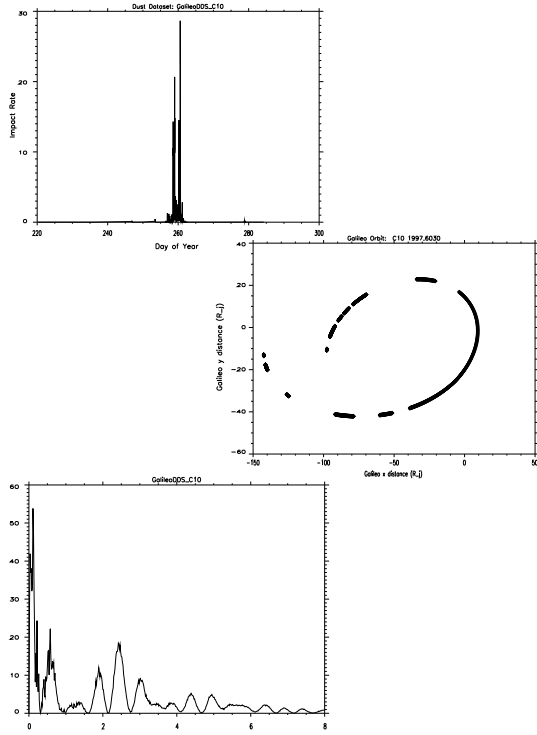 Dust Dataset: GalileoDDS_C10
30
20
10
0
Impact Rate
220 240 260 280 300
Day of Year
Galileo Orbit: C10 1997.6030
40
20
0
-20
-40
-60
Galileo y distance (R_j)
-150 -100 -50 0 50
Galileo x distance (R_j)
GalileoDDS_C10
60
50
40
30
20
10
0
0 2 4 6 8